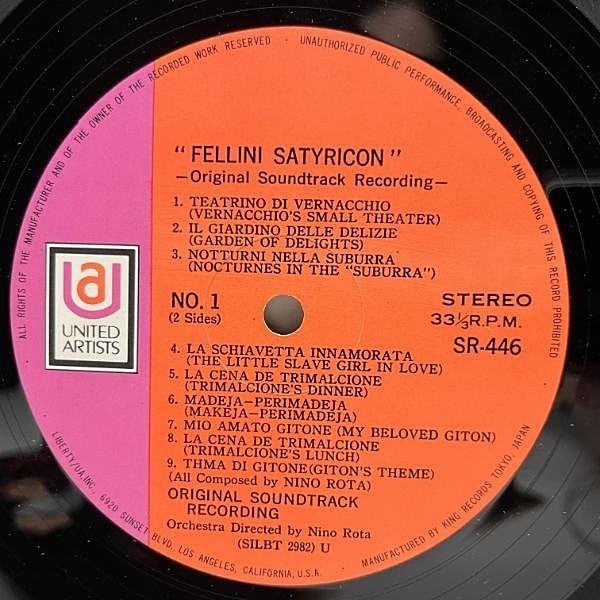 ALL RIGHTS OF THE MANUFACTURER AND OF THE OWNER OF THE RECORDED WORK RESERVED · UNAUTHORIZED PUBLIC PERFORMANCE, BROADCASTING AND COPYING OF THIS RECORD PROHIBITED
"FELLINI SATYRICON"
—Original Soundtrack Recording—
1. TEATRINO DI VERNACCHIO
(VERNACCHIO'S SMALL THEATER)
2. IL GIARDINO DELLE DELIZIE
(GARDEN OF DELIGHTS)
3. NOTTURNI NELLA SUBURRA
(NOCTURNES IN THE "SUBURRA")
ua
UNITED
ARTISTS
NO. 1
(2 Sides)
STEREO
33⅓R.P.M.
SR-446
4. LA SCHIAVETTA INNAMORATA
(THE LITTLE SLAVE GIRL IN LOVE)
5. LA CENA DE TRIMALCIONE
(TRIMALCIONE'S DINNER)
6. MADEJA-PERIMADEJA
(MAKEJA-PERIMADEJA)
7. MIO AMATO GITONE (MY BELOVED GITON)
8. LA CENA DE TRIMALCIONE
(TRIMALCIONE'S LUNCH)
9. THMA DI GITONE(GITON'S THEME)
(All Composed by NINO ROTA)
ORIGINAL SOUNDTRACK
RECORDING
Orchestra Directed by Nino Rota
(SILBT 2982) U
LIBERTY/UA, INC., 6920 SUNSET BLVD, LOS ANGELES, CALIFORNIA, U.S.A. · MANUFACTURED BY KING RECORDS TOKYO, JAPAN